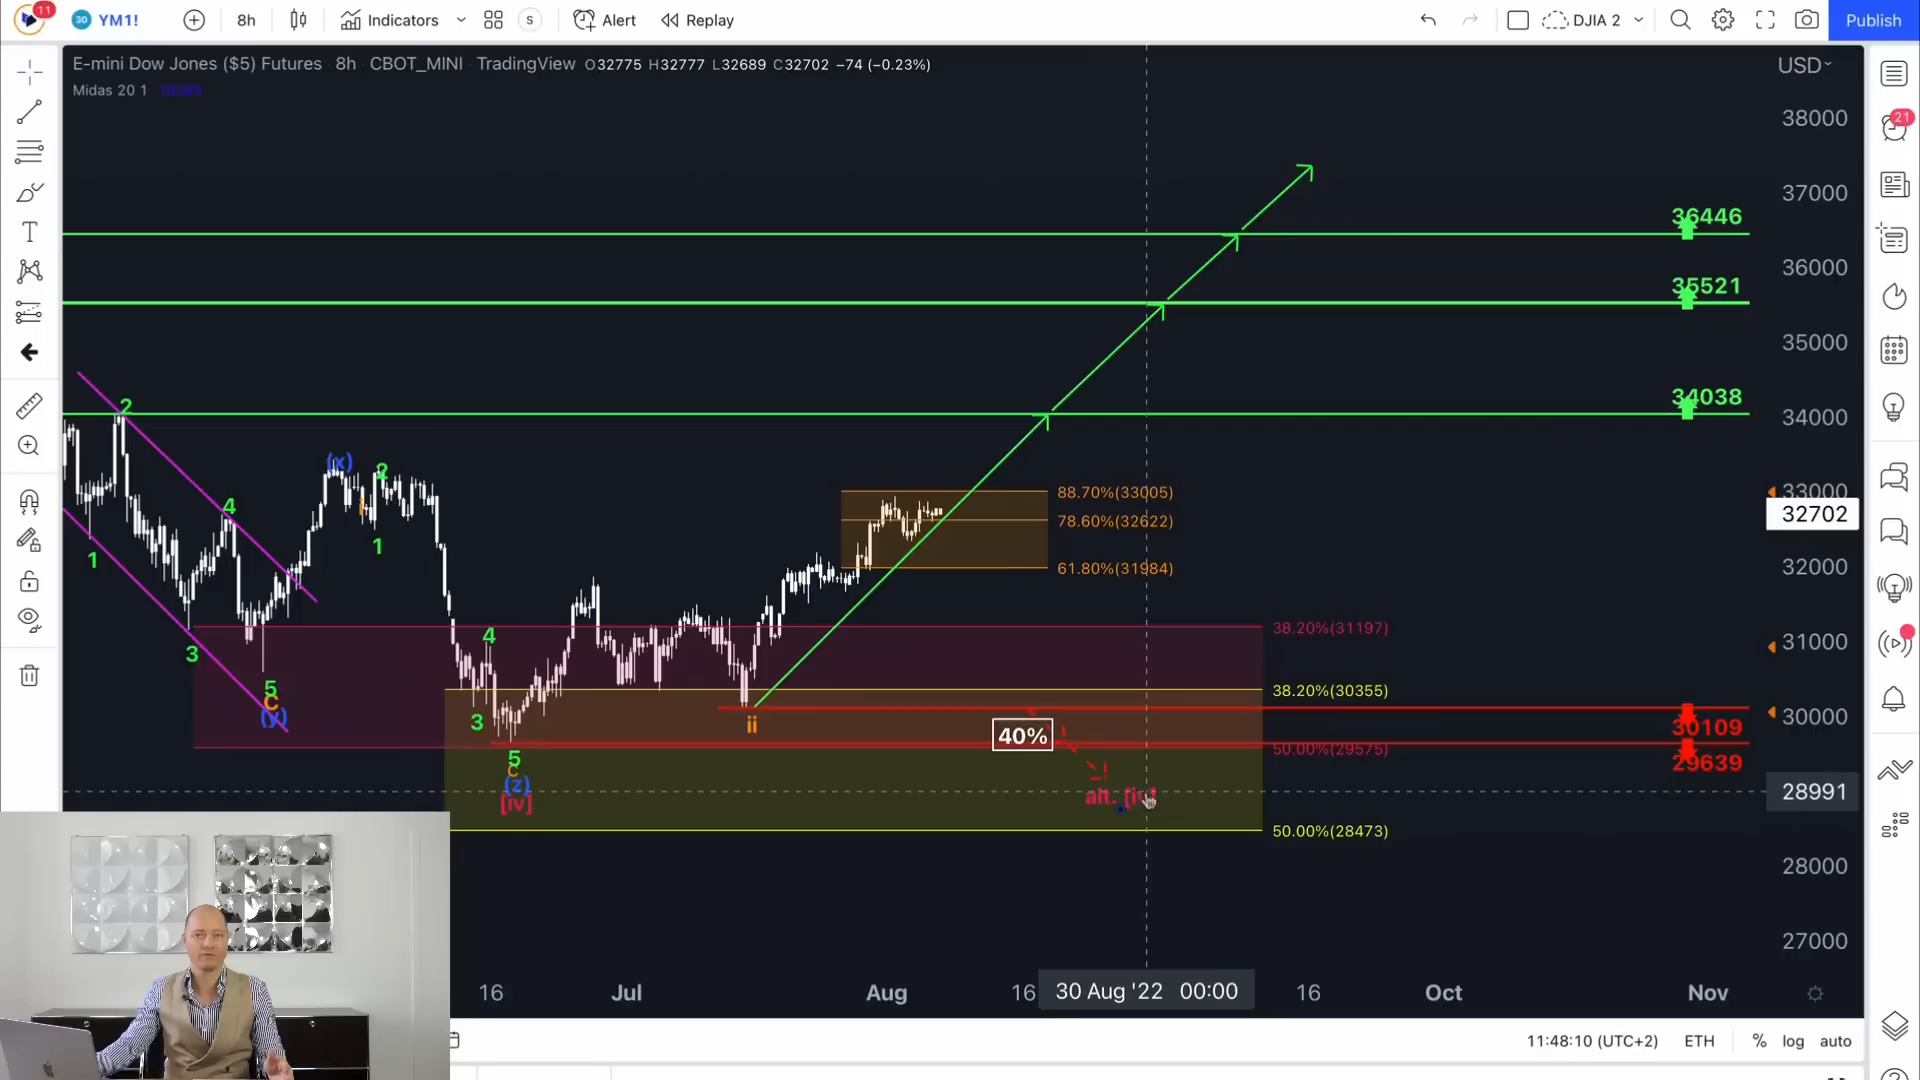 11
30 YM1! 8h Indicators S Alert Replay DJIA 2 Publish
E-mini Dow Jones ($5) Futures 8h CBOT_MINI TradingView O32775 H32777 L32689 C32702 −74 (−0.23%)
USD
Midas 20 1
38000
21
37000
36446
36000
35521
35000
34038
34000
2
(x)
2
4
i
1
1
88.70%(33005)
33000
32702
78.60%(32622)
61.80%(31984)
32000
3
5
C
(y)
4
3
38.20%(31197)
31000
38.20%(30355)
ii
40%
30000
30109
50.00%(29575)
29639
5
c
(z)
[iv]
alt.
28991
50.00%(28473)
28000
27000
16 Jul Aug 16 30 Aug '22 00:00 16 Oct Nov
11:48:10 (UTC+2) ETH % log auto